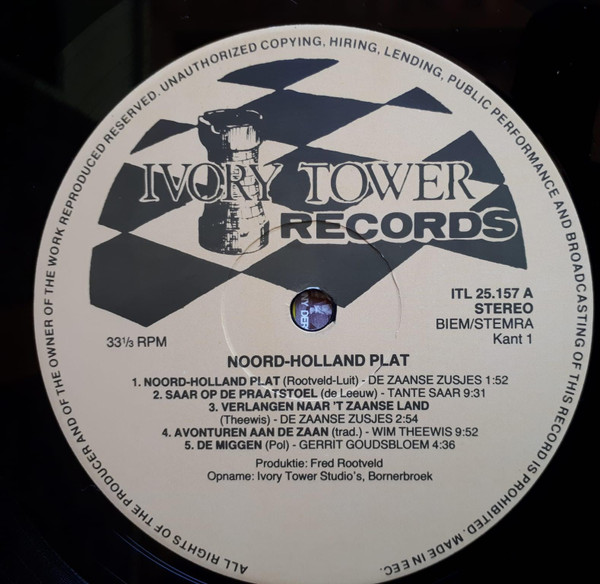 ALL RIGHTS OF THE PRODUCER AND OF THE OWNER OF THE WORK REPRODUCED RESERVED. UNAUTHORIZED COPYING, HIRING, LENDING, PUBLIC PERFORMANCE AND BROADCASTING OF THIS RECORD IS PROHIBITED. MADE IN EEC.
IVORY TOWER
RECORDS
ITL 25.157 A
STEREO
BIEM/STEMRA
Kant 1
33 1/3 RPM
NOORD-HOLLAND PLAT
1. NOORD-HOLLAND PLAT (Rootveld-Luit) - DE ZAANSE ZUSJES 1:52
2. SAAR OP DE PRAATSTOEL (de Leeuw) - TANTE SAAR 9:31
3. VERLANGEN NAAR 'T ZAANSE LAND
(Theewis) - DE ZAANSE ZUSJES 2:54
4. AVONTUREN AAN DE ZAAN (trad.) - WIM THEEWIS 9:52
5. DE MIGGEN (Pol) - GERRIT GOUDSBLOEM 4:36
Produktie: Fred Rootveld
Opname: Ivory Tower Studio's, Bornerbroek